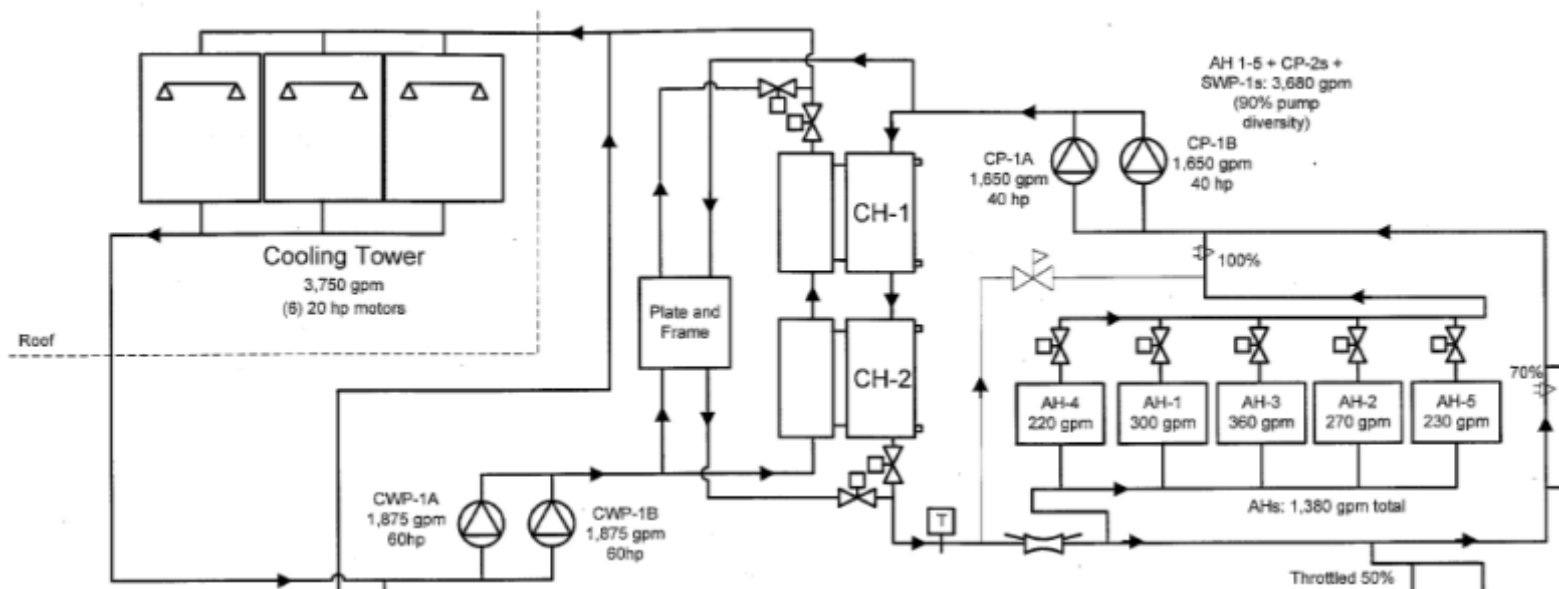 AH 1-5 + CP-2s +
SWP-1s: 3,680 gpm
(90% pump
diversity)
CP-1A
1,650 gpm
40 hp
CP-1B
1,650 gpm
40 hp
CH-1
Cooling Tower
3,750 gpm
(6) 20 hp motors
100%
Plate and
Frame
Roof
CH-2
70%
AH-4
220 gpm
AH-1
300 gpm
AH-3
360 gpm
AH-2
270 gpm
AH-5
230 gpm
CWP-1A
1,875 gpm
60hp
CWP-1B
1,875 gpm
60hp
AHs: 1,380 gpm total
T
Throttled 50%